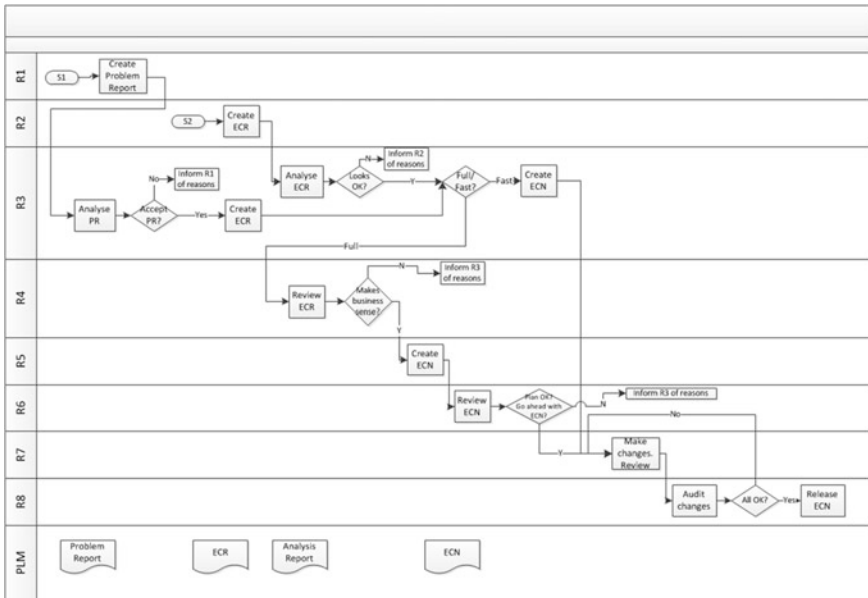 R1
S1
Create
Problem
Report
R2
S2
Create
ECR
R3
Analyse
ECR
Looks
OK?
N
Inform R2
of reasons
Y
Full/
Fast?
Fast
Create
ECN
No
Inform R1
of reasons
Analyse
PR
Accept
PR?
Yes
Create
ECR
Full
R4
Review
ECR
Makes
business
sense?
N
Inform R3
of reasons
Y
R5
Create
ECN
R6
Review
ECN
Plan OK?
Go ahead with
ECN?
N
Inform R3 of reasons
R7
Y
No
Make
changes.
Review
R8
Audit
changes
All OK?
Yes
Release
ECN
PLM
Problem
Report
ECR
Analysis
Report
ECN